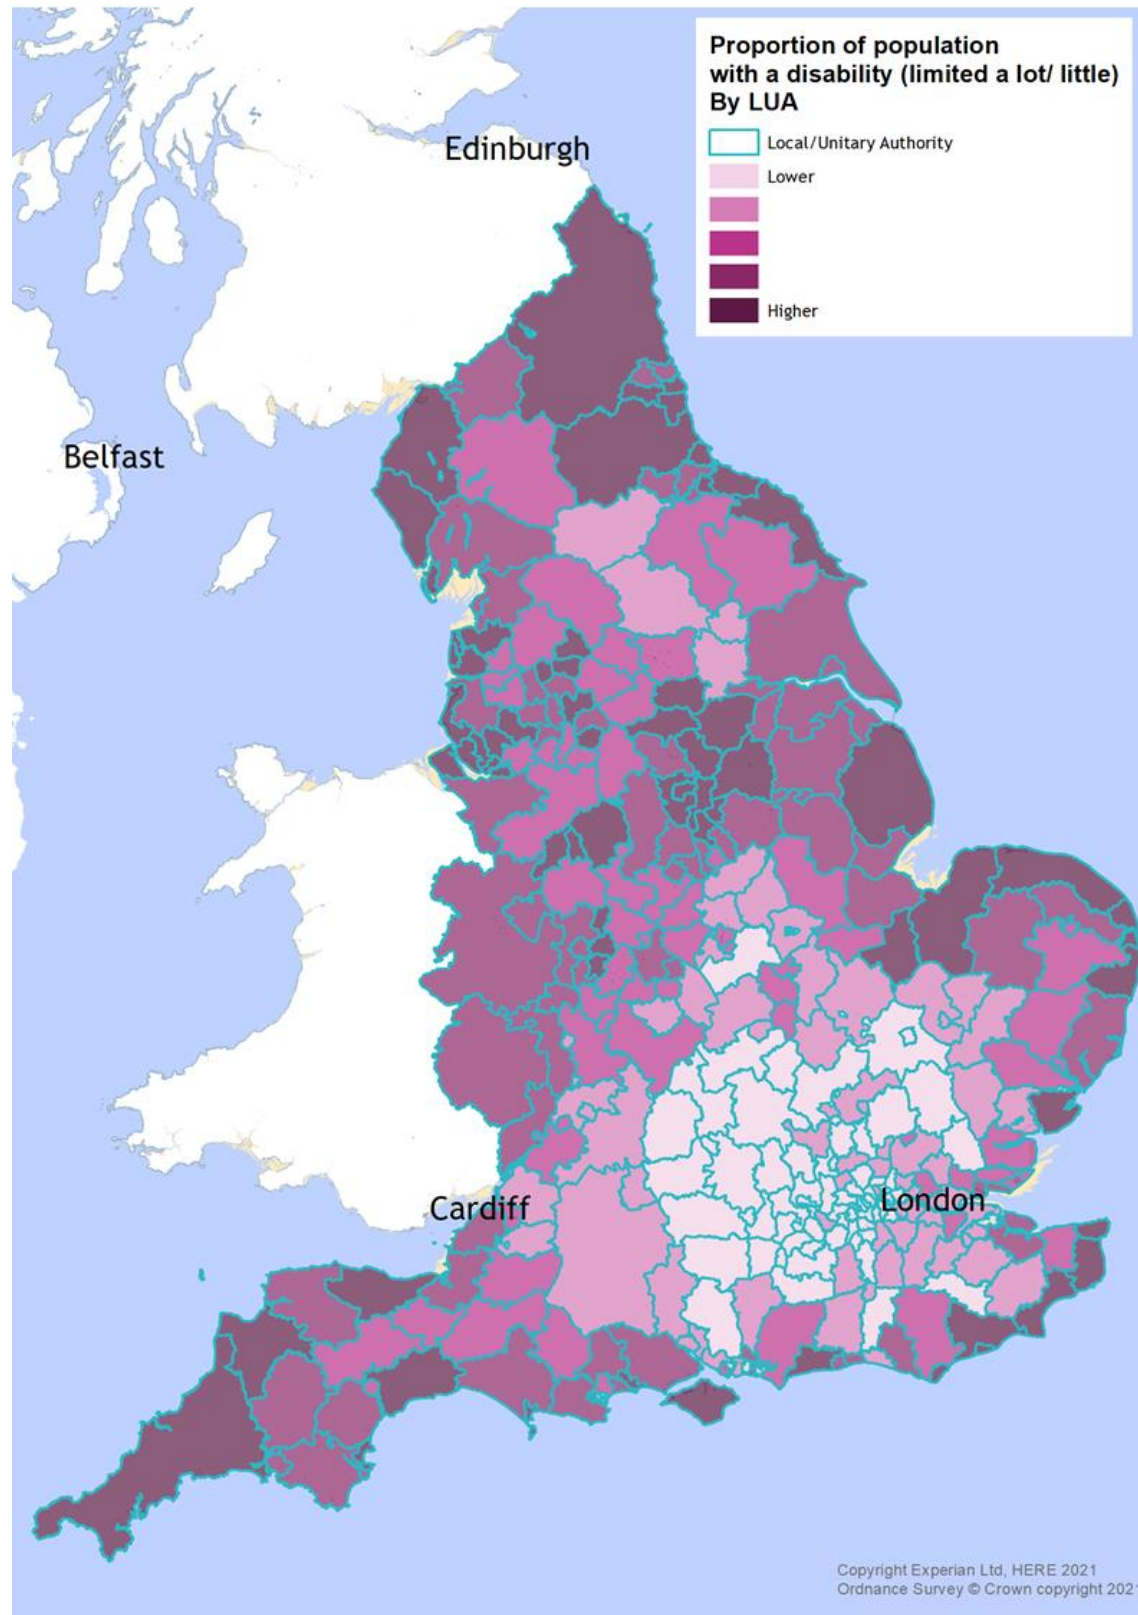 Proportion of population
with a disability (limited a lot/ little)
By LUA
Local/Unitary Authority
Lower
Higher
Edinburgh
Belfast
Cardiff
London
Copyright Experian Ltd, HERE 2021
Ordnance Survey © Crown copyright 2021